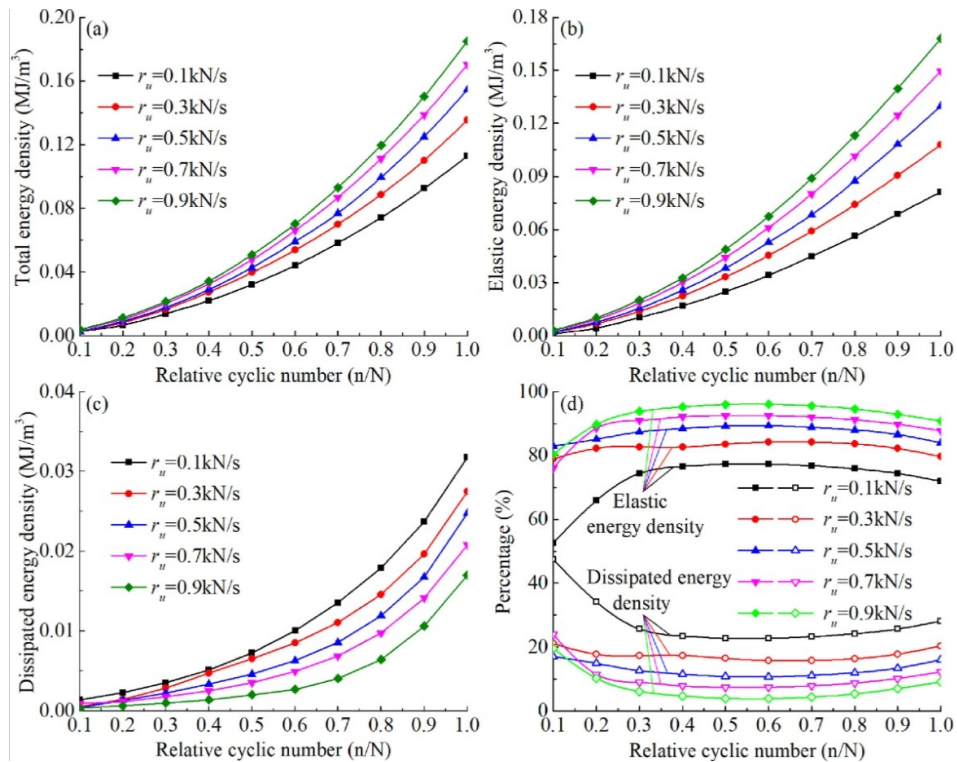 (a)
Total energy density (MJ/m³)
0.20
0.16
0.12
0.08
0.04
0.00
r_u=0.1kN/s
r_u=0.3kN/s
r_u=0.5kN/s
r_u=0.7kN/s
r_u=0.9kN/s
0.1 0.2 0.3 0.4 0.5 0.6 0.7 0.8 0.9 1.0
Relative cyclic number (n/N)
(b)
Elastic energy density (MJ/m³)
0.18
0.15
0.12
0.09
0.06
0.03
0.00
r_u=0.1kN/s
r_u=0.3kN/s
r_u=0.5kN/s
r_u=0.7kN/s
r_u=0.9kN/s
0.1 0.2 0.3 0.4 0.5 0.6 0.7 0.8 0.9 1.0
Relative cyclic number (n/N)
(c)
Dissipated energy density (MJ/m³)
0.04
0.03
0.02
0.01
0.00
r_u=0.1kN/s
r_u=0.3kN/s
r_u=0.5kN/s
r_u=0.7kN/s
r_u=0.9kN/s
0.1 0.2 0.3 0.4 0.5 0.6 0.7 0.8 0.9 1.0
Relative cyclic number (n/N)
(d)
Percentage (%)
100
80
60
40
20
0
Elastic
energy density
Dissipated energy
density
r_u=0.1kN/s
r_u=0.3kN/s
r_u=0.5kN/s
r_u=0.7kN/s
r_u=0.9kN/s
0.1 0.2 0.3 0.4 0.5 0.6 0.7 0.8 0.9 1.0
Relative cyclic number (n/N)